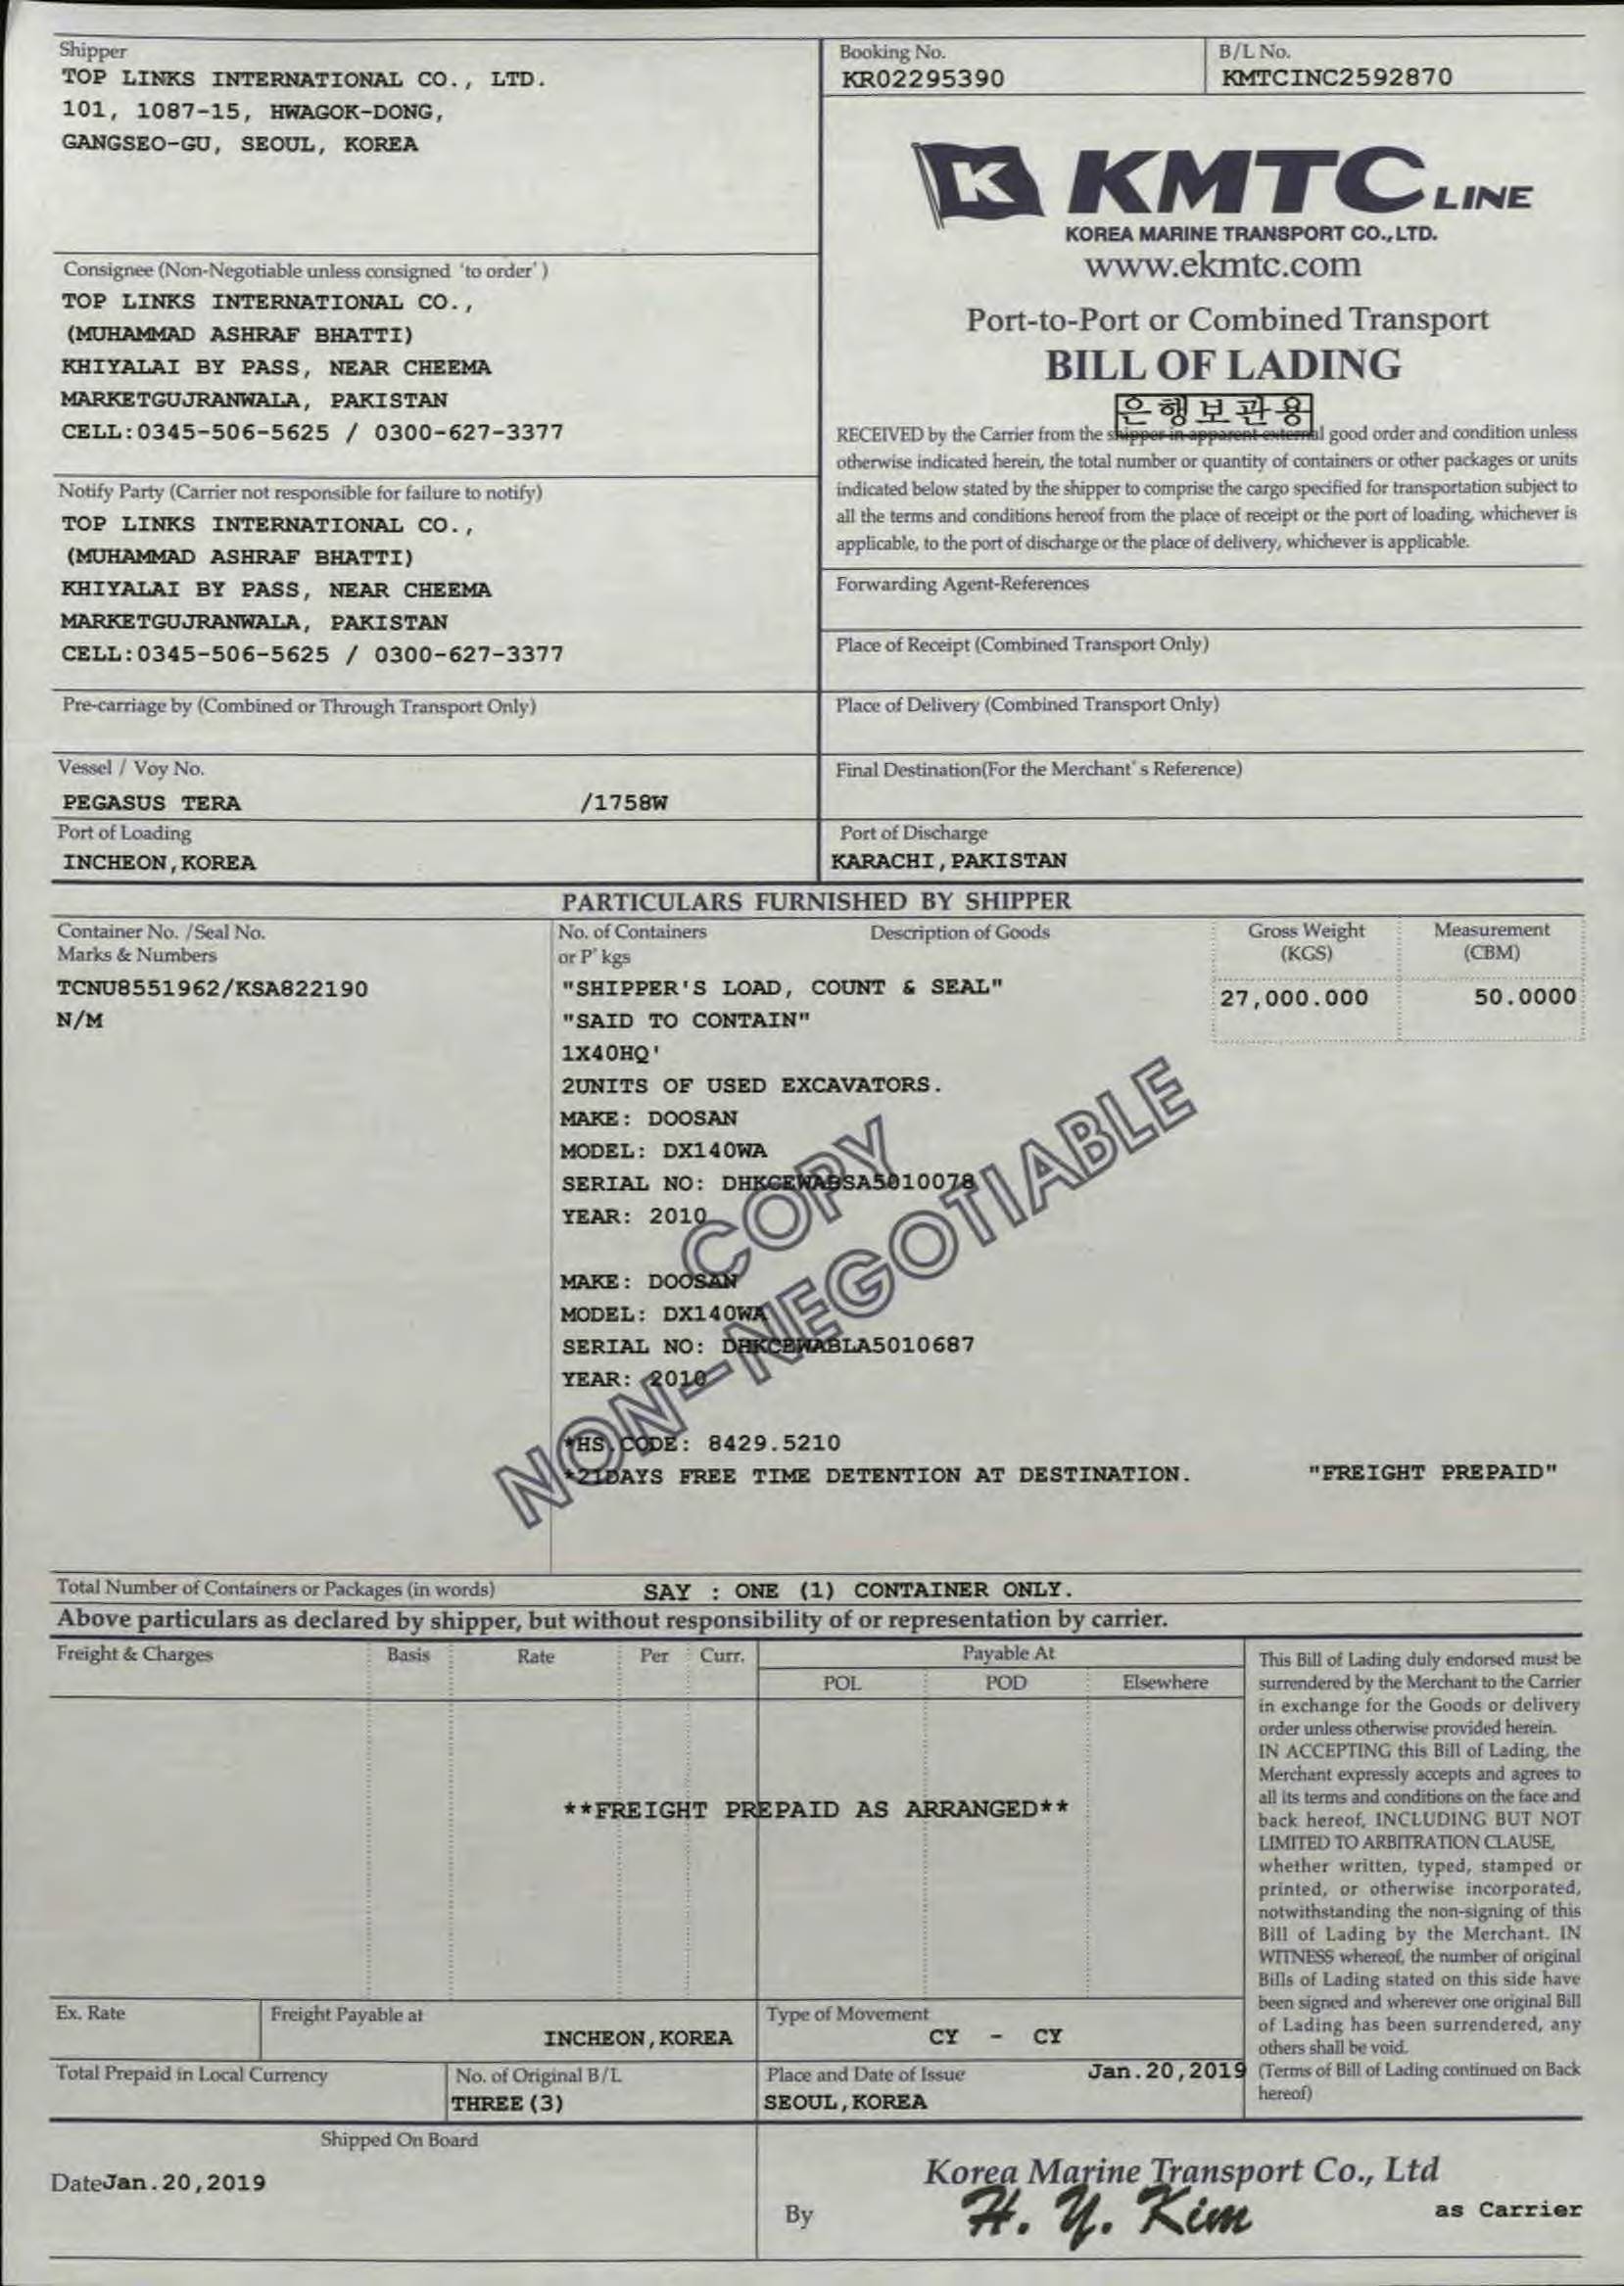 Shipper
TOP LINKS INTERNATIONAL CO., LTD.
101, 1087-15, HWAGOK-DONG,
GANGSEO-GU, SEOUL, KOREA
Booking No.
KR02295390
B/L No.
KMTCINC2592870
K KMTC LINE
KOREA MARINE TRANSPORT CO., LTD.
www.ekmtc.com
Port-to-Port or Combined Transport
BILL OF LADING
은행보관용
RECEIVED by the Carrier from the shipper in apparent external good order and condition unless
otherwise indicated herein, the total number or quantity of containers or other packages or units
indicated below stated by the shipper to comprise the cargo specified for transportation subject to
all the terms and conditions hereof from the place of receipt or the port of loading, whichever is
applicable, to the port of discharge or the place of delivery, whichever is applicable.
Consignee (Non-Negotiable unless consigned 'to order')
TOP LINKS INTERNATIONAL CO.,
(MUHAMMAD ASHRAF BHATTI)
KHIYALAI BY PASS, NEAR CHEEMA
MARKETGUJRANWALA, PAKISTAN
CELL:0345-506-5625 / 0300-627-3377
Notify Party (Carrier not responsible for failure to notify)
TOP LINKS INTERNATIONAL CO.,
(MUHAMMAD ASHRAF BHATTI)
KHIYALAI BY PASS, NEAR CHEEMA
MARKETGUJRANWALA, PAKISTAN
CELL:0345-506-5625 / 0300-627-3377
Forwarding Agent-References
Place of Receipt (Combined Transport Only)
Pre-carriage by (Combined or Through Transport Only)
Place of Delivery (Combined Transport Only)
Vessel / Voy No.
PEGASUS TERA /1758W
Final Destination(For the Merchant's Reference)
Port of Loading
INCHEON,KOREA
Port of Discharge
KARACHI,PAKISTAN
PARTICULARS FURNISHED BY SHIPPER
Container No. /Seal No.
Marks & Numbers
No. of Containers
or P'kgs
Description of Goods
Gross Weight
(KGS)
Measurement
(CBM)
TCNU8551962/KSA822190
N/M
"SHIPPER'S LOAD, COUNT & SEAL"
27,000.000
50.0000
"SAID TO CONTAIN"
1X40HQ'
2UNITS OF USED EXCAVATORS.
MAKE: DOOSAN
MODEL: DX140WA
SERIAL NO: DHKCEWABSA5010078
YEAR: 2010
MAKE: DOOSAN
MODEL: DX140WA
SERIAL NO: DHKCEWABLA5010687
YEAR: 2010
*HS.CODE: 8429.5210
*21DAYS FREE TIME DETENTION AT DESTINATION. "FREIGHT PREPAID"
COPY
NON-NEGOTIABLE
Total Number of Containers or Packages (in words) SAY : ONE (1) CONTAINER ONLY.
Above particulars as declared by shipper, but without responsibility of or representation by carrier.
Freight & Charges
Basis
Rate
Per
Curr.
Payable At
POL
POD
Elsewhere
**FREIGHT PREPAID AS ARRANGED**
This Bill of Lading duly endorsed must be
surrendered by the Merchant to the Carrier
in exchange for the Goods or delivery
order unless otherwise provided herein.
IN ACCEPTING this Bill of Lading, the
Merchant expressly accepts and agrees to
all its terms and conditions on the face and
back hereof, INCLUDING BUT NOT
LIMITED TO ARBITRATION CLAUSE,
whether written, typed, stamped or
printed, or otherwise incorporated,
notwithstanding the non-signing of this
Bill of Lading by the Merchant. IN
WITNESS whereof, the number of original
Bills of Lading stated on this side have
been signed and wherever one original Bill
of Lading has been surrendered, any
others shall be void.
(Terms of Bill of Lading continued on Back
hereof)
Ex. Rate
Freight Payable at
INCHEON,KOREA
Type of Movement
CY - CY
Total Prepaid in Local Currency
No. of Original B/L
THREE(3)
Place and Date of Issue
Jan.20,2019
SEOUL,KOREA
Shipped On Board
DateJan.20,2019
Korea Marine Transport Co., Ltd
By H. Y. Kim as Carrier